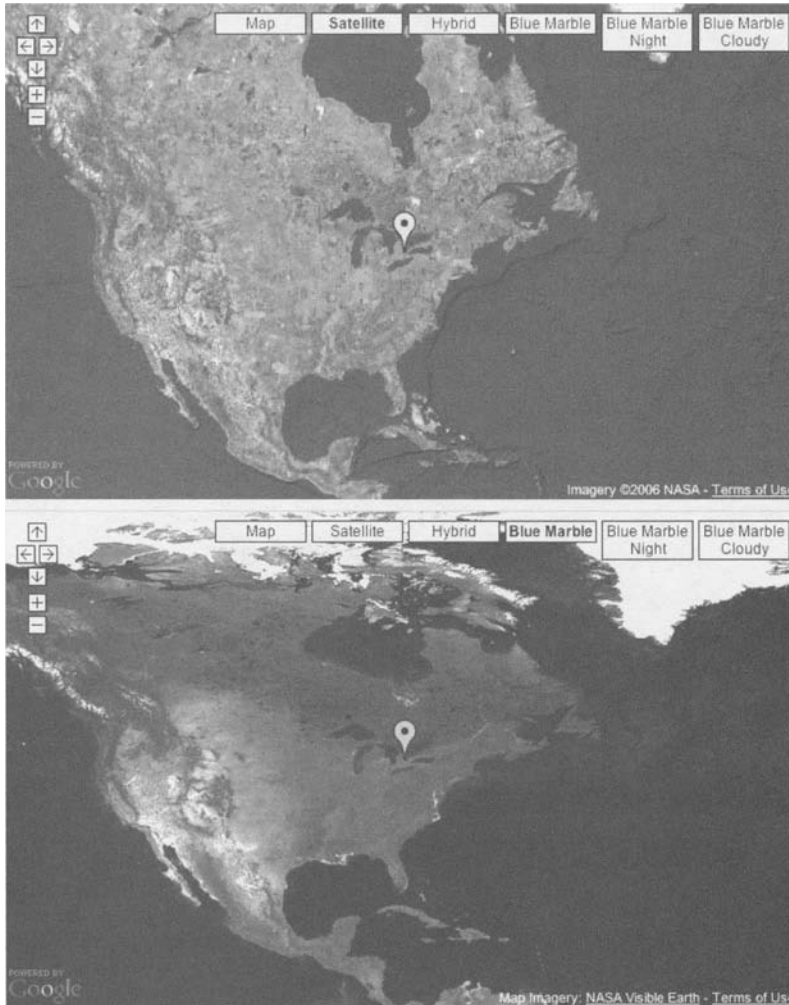 Map Satellite Hybrid Blue Marble Blue Marble Night Blue Marble Cloudy
POWERED BY
Google
Imagery ©2006 NASA - Terms of Use
Map Satellite Hybrid Blue Marble Blue Marble Night Blue Marble Cloudy
POWERED BY
Google
Map Imagery: NASA Visible Earth - Terms of Use